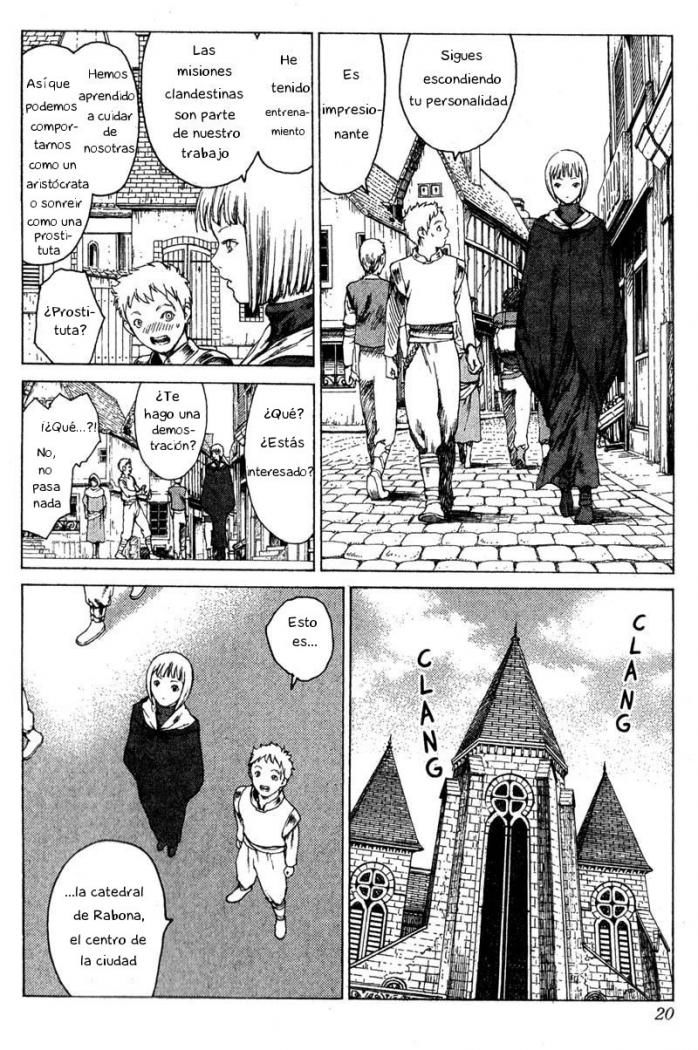 Sigues
escondiendo
tu personalidad
Es
impresio-
nante
He
tenido
entrena-
miento
Las
misiones
clandestinas
son parte
de nuestro
trabajo
Hemos
aprendido
a cuidar
de
nosotras
Así que
podemos
compor-
tarnos
como un
aristócrata
o sonreir
como una
prosti-
tuta
¿Prosti-
tuta?
¿Qué?
¿Estás
interesado?
¿Te
hago una
demos-
tración?
¡¿Qué...?!
No,
no
pasa
nada
CLANG
CLANG
Esto
es...
...la catedral
de Rabona,
el centro de
la ciudad
20